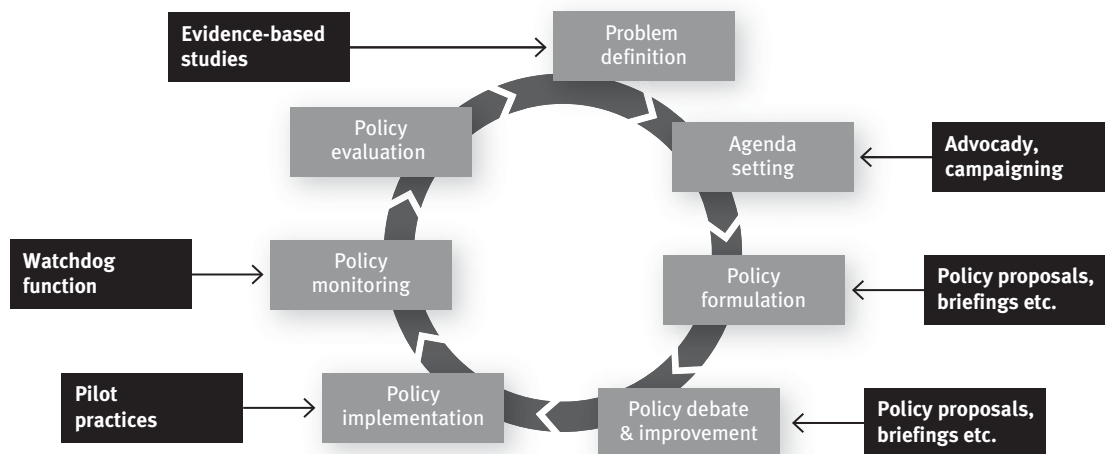 Evidence-based
studies
Problem
definition
Policy
evaluation
Agenda
setting
Advocady,
campaigning
Watchdog
function
Policy
monitoring
Policy
formulation
Policy proposals,
briefings etc.
Pilot
practices
Policy
implementation
Policy debate
& improvement
Policy proposals,
briefings etc.